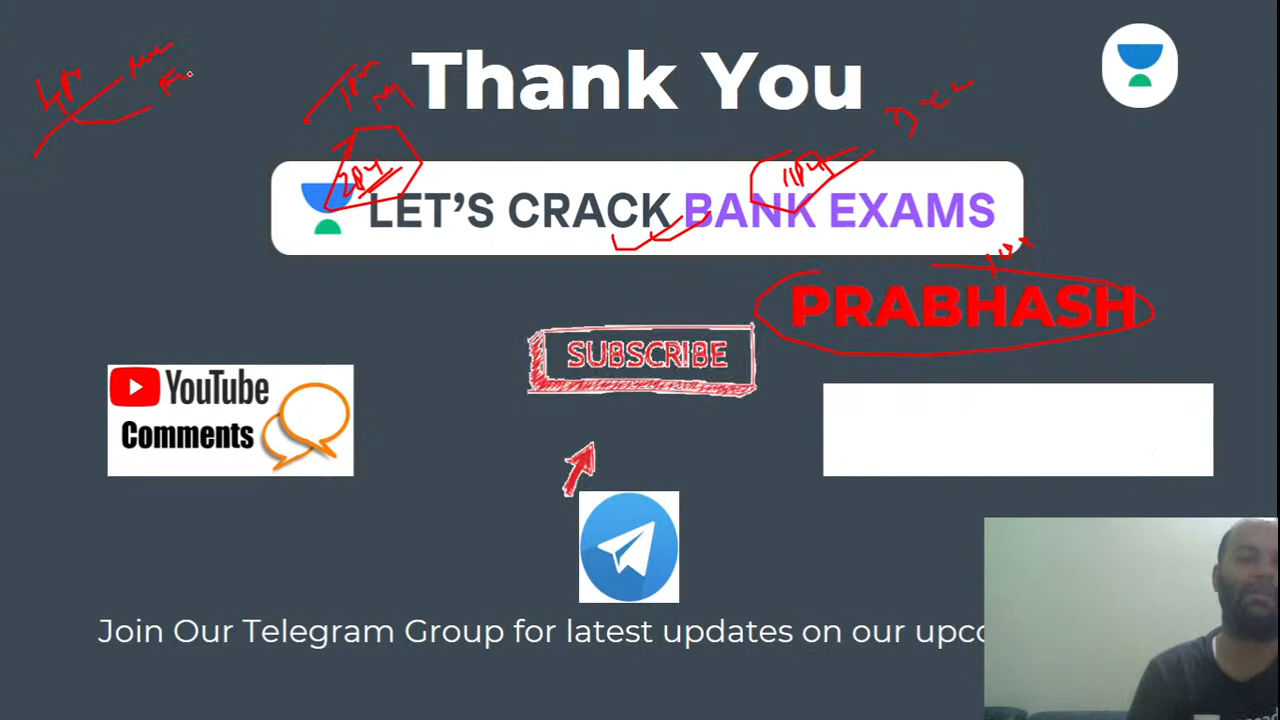 Thank You
LET'S CRACK BANK EXAMS
PRABHASH
SUBSCRIBE
YouTube
Comments
Join Our Telegram Group for latest updates on our upco